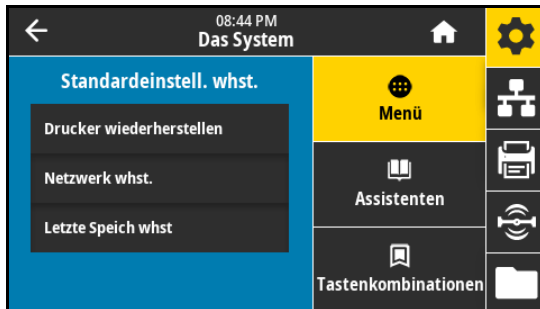 08:44 PM
Das System
Standardeinstell. whst.
Drucker wiederherstellen
Netzwerk whst.
Letzte Speich whst
Menü
Assistenten
Tastenkombinationen